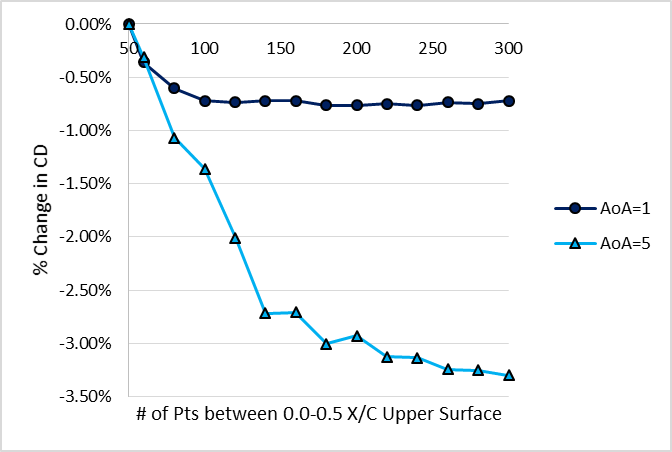 0.00%
50 100 150 200 250 300
-0.50%
-1.00%
-1.50%
-2.00%
-2.50%
-3.00%
-3.50%
% Change in CD
# of Pts between 0.0-0.5 X/C Upper Surface
AoA=1
AoA=5